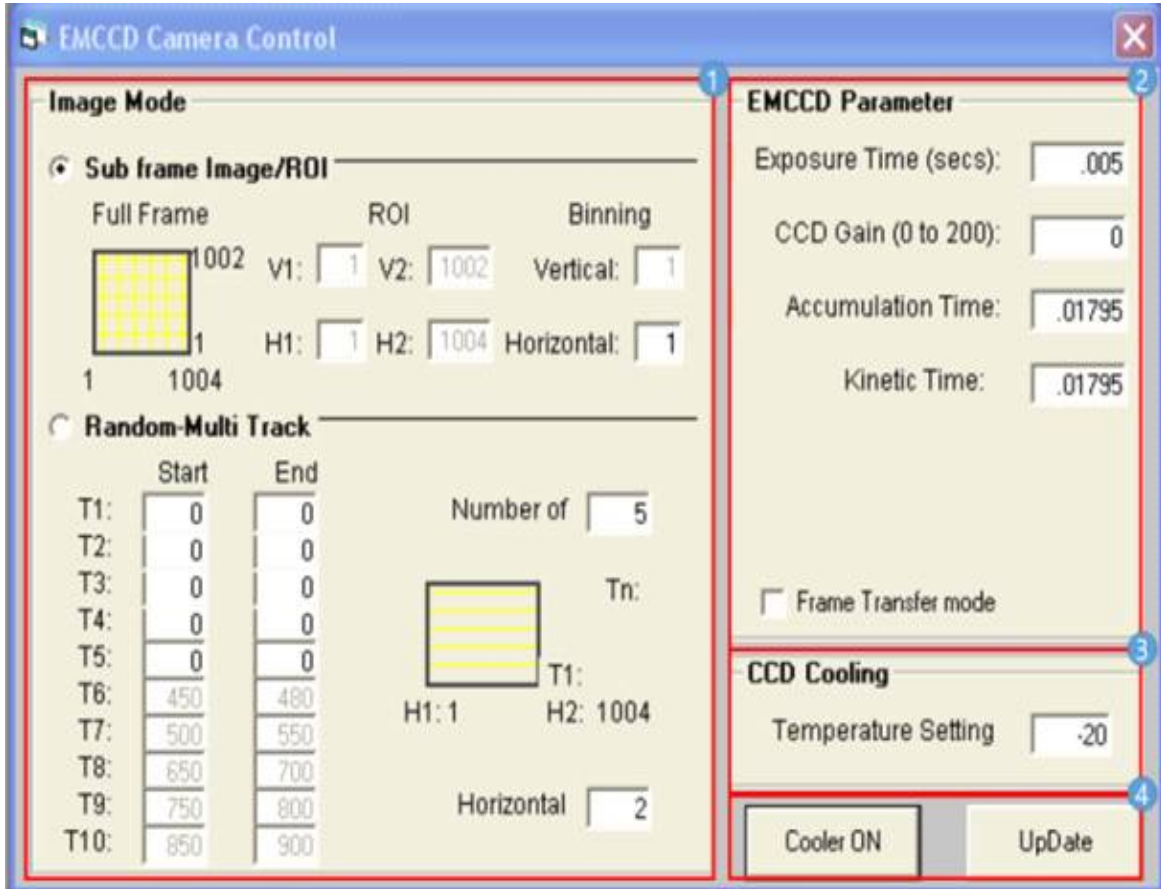 EMCCD Camera Control
1
Image Mode
Sub frame Image/ROI
Full Frame ROI Binning
1002 V1: 1 V2: 1002 Vertical: 1
1 H1: 1 H2: 1004 Horizontal: 1
1 1004
Random-Multi Track
Start End
T1: 0 0 Number of 5
T2: 0 0
T3: 0 0 Tn:
T4: 0 0
T5: 0 0 T1:
T6: 450 480 H1: 1 H2: 1004
T7: 500 550
T8: 650 700
T9: 750 800 Horizontal 2
T10: 850 900
2
EMCCD Parameter
Exposure Time (secs): .005
CCD Gain (0 to 200): 0
Accumulation Time: .01795
Kinetic Time: .01795
Frame Transfer mode
3
CCD Cooling
Temperature Setting -20
4
Cooler ON UpDate